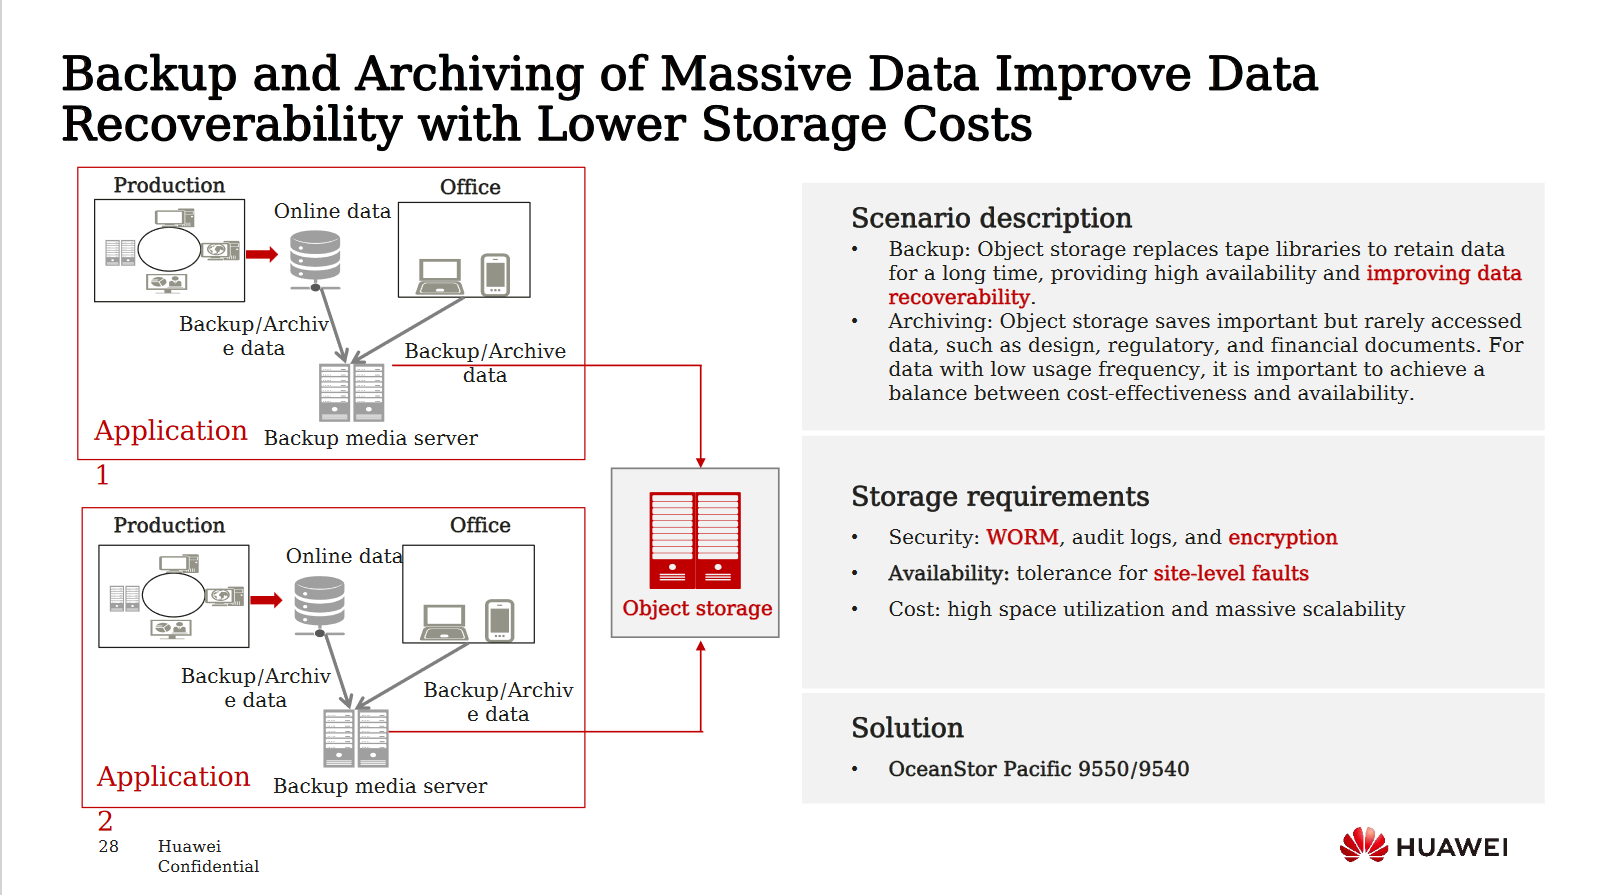 Backup and Archiving of Massive Data Improve Data
Recoverability with Lower Storage Costs
Production
Office
Online data
Backup/Archiv
e data
Backup/Archive
data
Application
1
Backup media server
Production
Office
Online data
Backup/Archiv
e data
Backup/Archiv
e data
Application
2
Backup media server
Object storage
Scenario description
• Backup: Object storage replaces tape libraries to retain data
for a long time, providing high availability and improving data
recoverability.
• Archiving: Object storage saves important but rarely accessed
data, such as design, regulatory, and financial documents. For
data with low usage frequency, it is important to achieve a
balance between cost-effectiveness and availability.
Storage requirements
• Security: WORM, audit logs, and encryption
• Availability: tolerance for site-level faults
• Cost: high space utilization and massive scalability
Solution
• OceanStor Pacific 9550/9540
28
Huawei
Confidential
HUAWEI